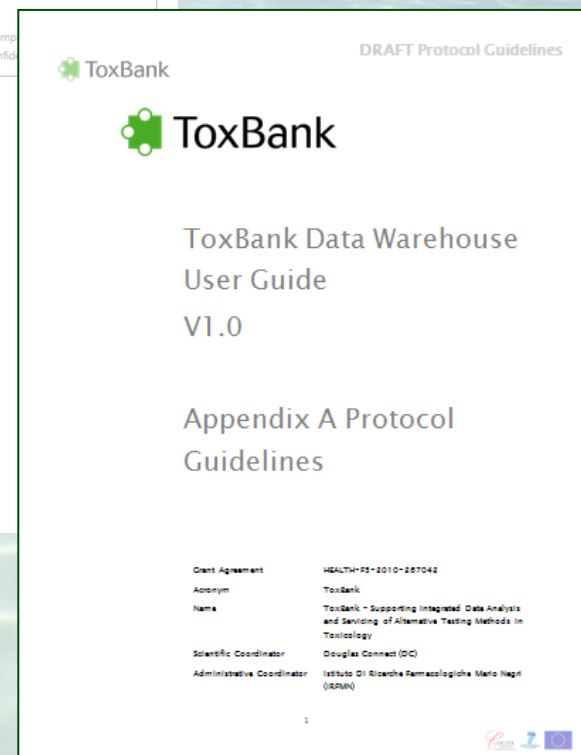 DRAFT Protocol Guidelines
ToxBank
ToxBank
ToxBank Data Warehouse
User Guide
V1.0
Appendix A Protocol
Guidelines
Grant Agreement HEALTH-F5-2010-267042
Acronym ToxBank
Name ToxBank - Supporting Integrated Data Analysis
and Servicing of Alternative Testing Methods in
Toxicology
Scientific Coordinator Douglas Connect (DC)
Administrative Coordinator Istituto Di Ricerche Farmacologiche Mario Negri
(IRFMN)
1